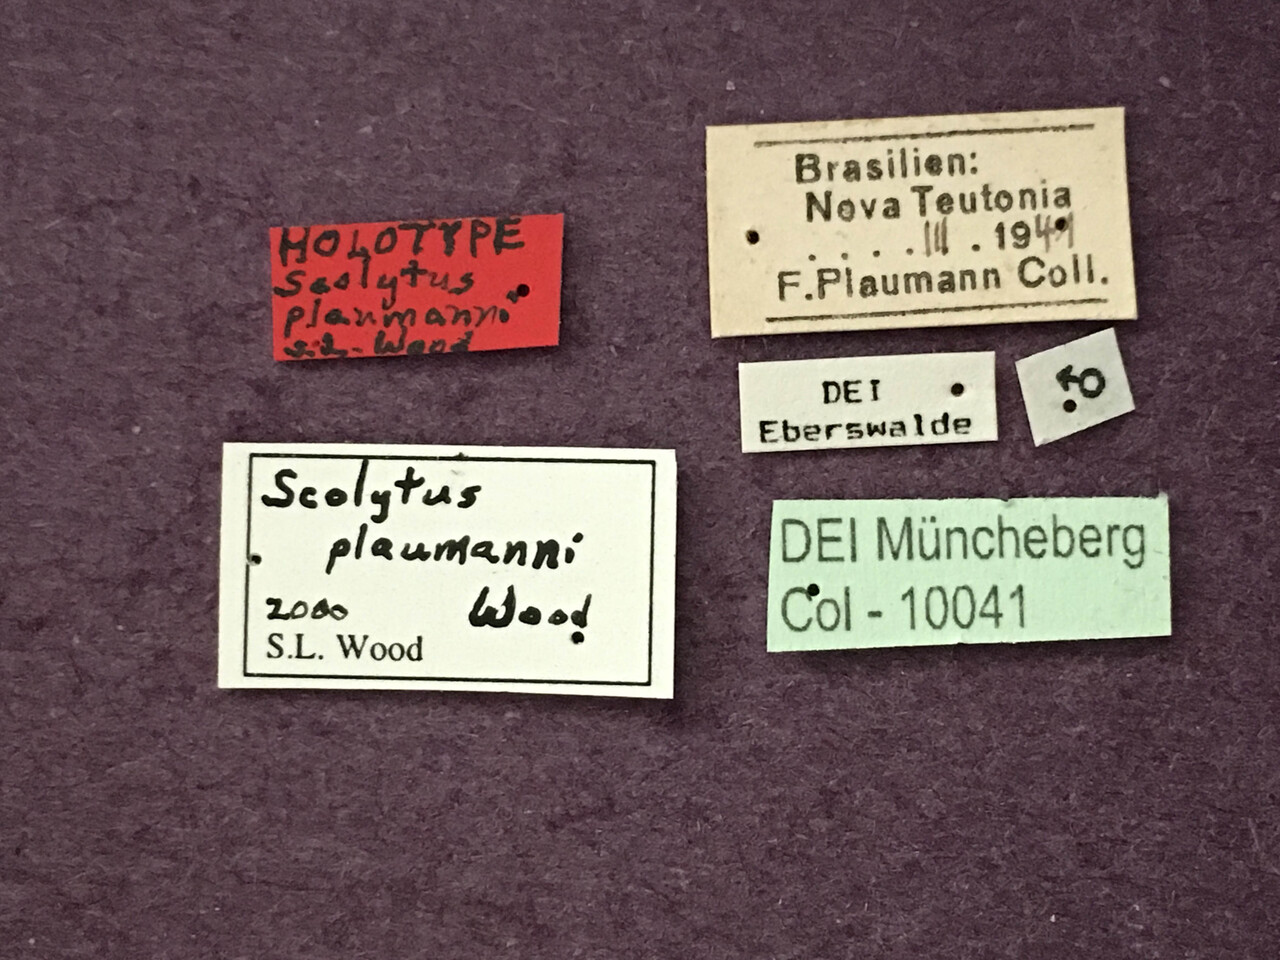 HOLOTYPE
Scolytus
plaumanni
S.L. Wood
Brasilien:
Nova Teutonia
. . . . III . 1941
F.Plaumann Coll.
DEI
Eberswalde
♂
Scolytus
plaumanni
2000 Wood
S.L. Wood
DEI Müncheberg
Col - 10041